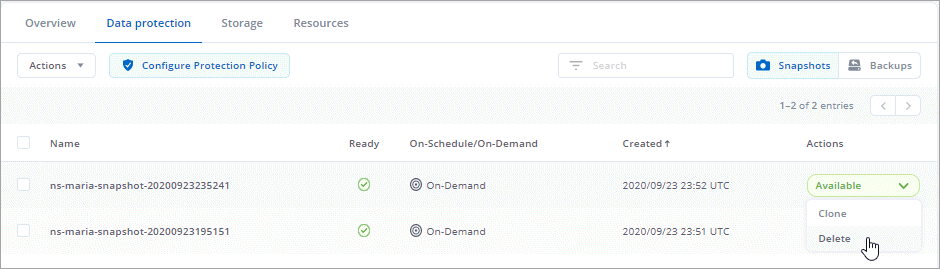 Overview Data protection Storage Resources
Actions Configure Protection Policy Search Snapshots Backups
1–2 of 2 entries
Name Ready On-Schedule/On-Demand Created Actions
ns-maria-snapshot-20200923235241 On-Demand 2020/09/23 23:52 UTC Available
Clone
ns-maria-snapshot-20200923195151 On-Demand 2020/09/23 23:51 UTC
Delete